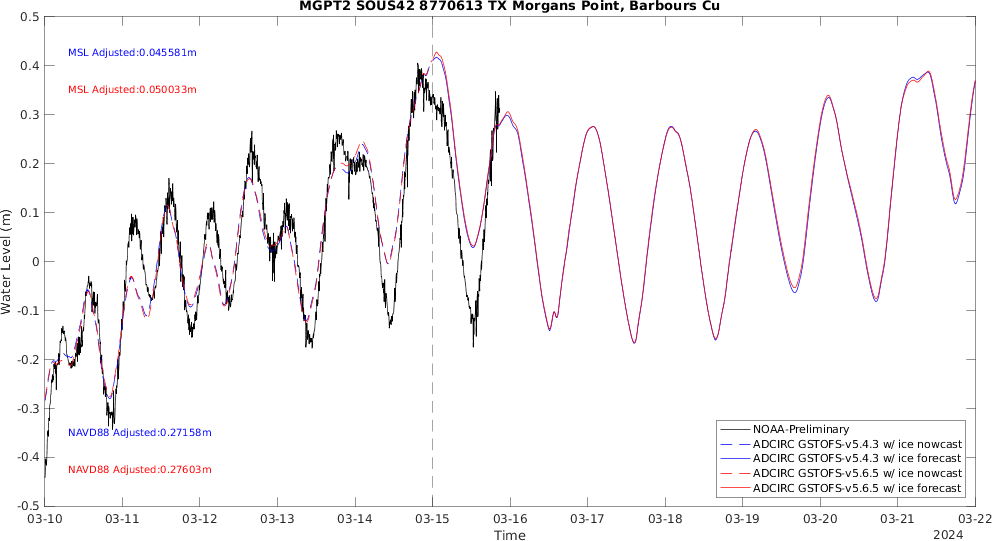 MGPT2 SOUS42 8770613 TX Morgans Point, Barbours Cu
0.5
0.4
0.3
0.2
0.1
0
-0.1
-0.2
-0.3
-0.4
-0.5
Water Level (m)
MSL Adjusted:0.045581m
MSL Adjusted:0.050033m
NAVD88 Adjusted:0.27158m
NAVD88 Adjusted:0.27603m
NOAA-Preliminary
ADCIRC GSTOFS-v5.4.3 w/ ice nowcast
ADCIRC GSTOFS-v5.4.3 w/ ice forecast
ADCIRC GSTOFS-v5.6.5 w/ ice nowcast
ADCIRC GSTOFS-v5.6.5 w/ ice forecast
03-10 03-11 03-12 03-13 03-14 03-15 03-16 03-17 03-18 03-19 03-20 03-21 03-22
Time
2024